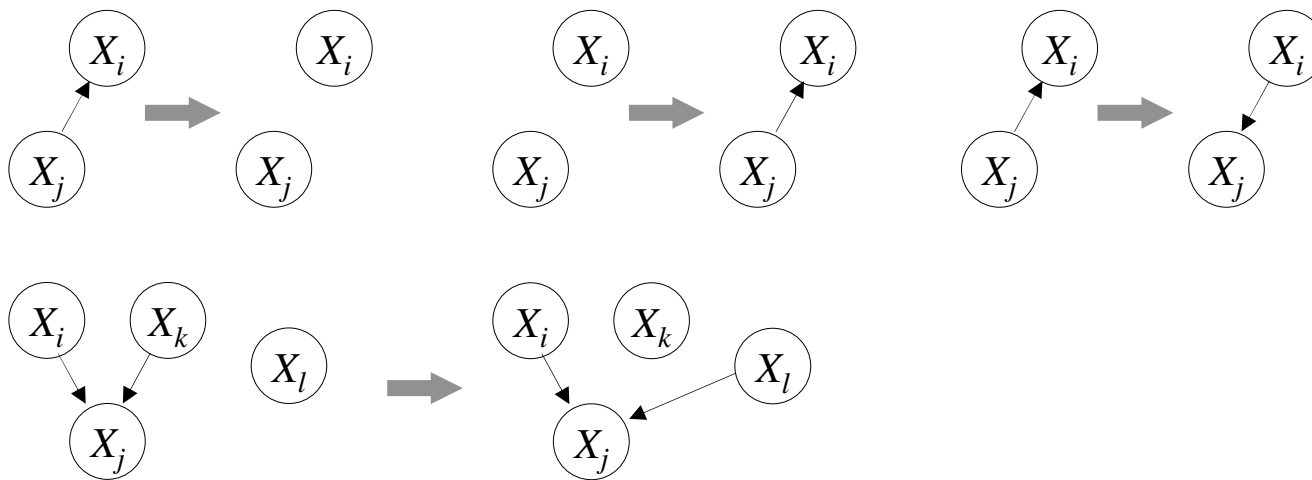 X_i X_i X_i X_i X_i X_i
X_j X_j X_j X_j X_j X_j
X_i X_k X_i X_k
X_l X_l
X_j X_j